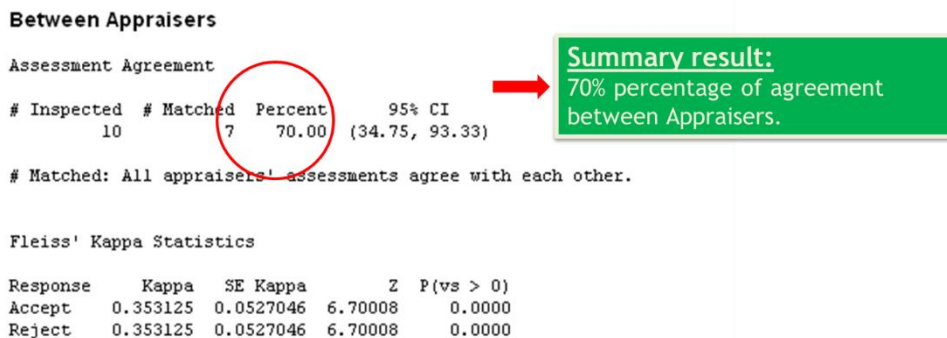 Between Appraisers
Assessment Agreement
# Inspected # Matched Percent 95% CI
10 7 70.00 (34.75, 93.33)
# Matched: All appraisers' assessments agree with each other.
Fleiss' Kappa Statistics
Response Kappa SE Kappa Z P(vs > 0)
Accept 0.353125 0.0527046 6.70008 0.0000
Reject 0.353125 0.0527046 6.70008 0.0000
Summary result:
70% percentage of agreement
between Appraisers.